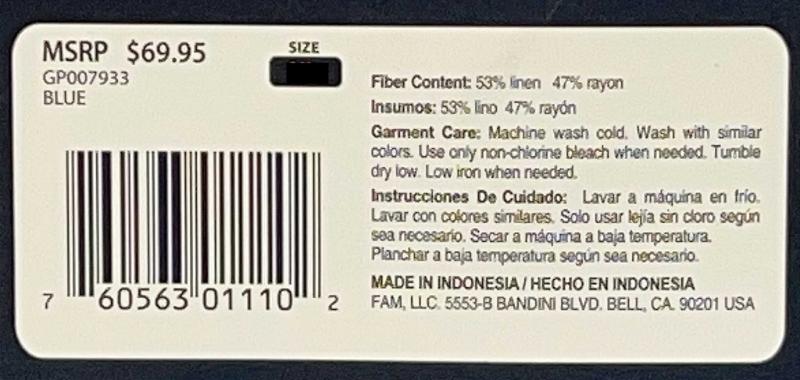 MSRP $69.95
GP007933
BLUE
SIZE
7 60563 01110 2
Fiber Content: 53% linen 47% rayon
Insumos: 53% lino 47% rayón
Garment Care: Machine wash cold. Wash with similar
colors. Use only non-chlorine bleach when needed. Tumble
dry low. Low iron when needed.
Instrucciones De Cuidado: Lavar a máquina en frío.
Lavar con colores similares. Solo usar lejía sin cloro según
sea necesario. Secar a máquina a baja temperatura.
Planchar a baja temperatura según sea necesario.
MADE IN INDONESIA / HECHO EN INDONESIA
FAM, LLC. 5553-B BANDINI BLVD. BELL, CA. 90201 USA